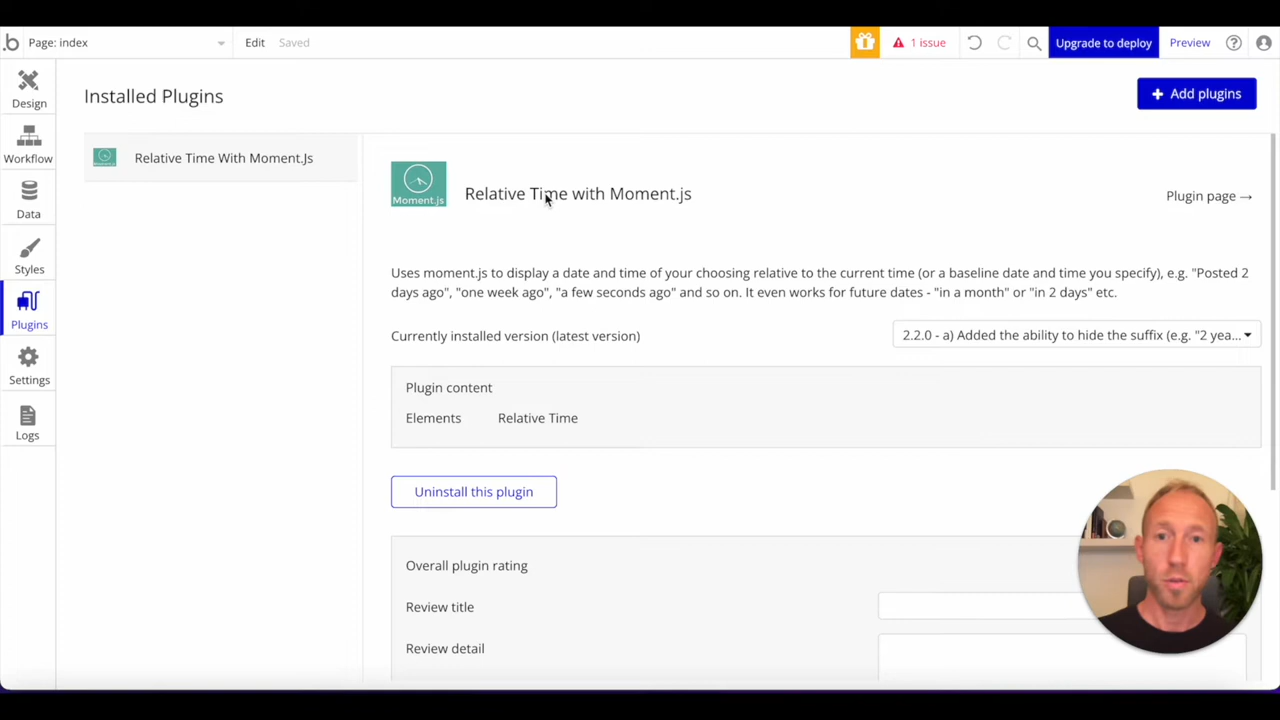 .b
Page: index
Edit
Saved
1 issue
Upgrade to deploy
Preview
?
Design
Workflow
Data
Styles
Plugins
Settings
Logs
Installed Plugins
+ Add plugins
Relative Time With Moment.Js
Moment.js
Relative Time with Moment.js
Plugin page →
Uses moment.js to display a date and time of your choosing relative to the current time (or a baseline date and time you specify), e.g. "Posted 2
days ago", "one week ago", "a few seconds ago" and so on. It even works for future dates - "in a month" or "in 2 days" etc.
Currently installed version (latest version)
2.2.0 - a) Added the ability to hide the suffix (e.g. "2 yea...
Plugin content
Elements Relative Time
Uninstall this plugin
Overall plugin rating
Review title
Review detail